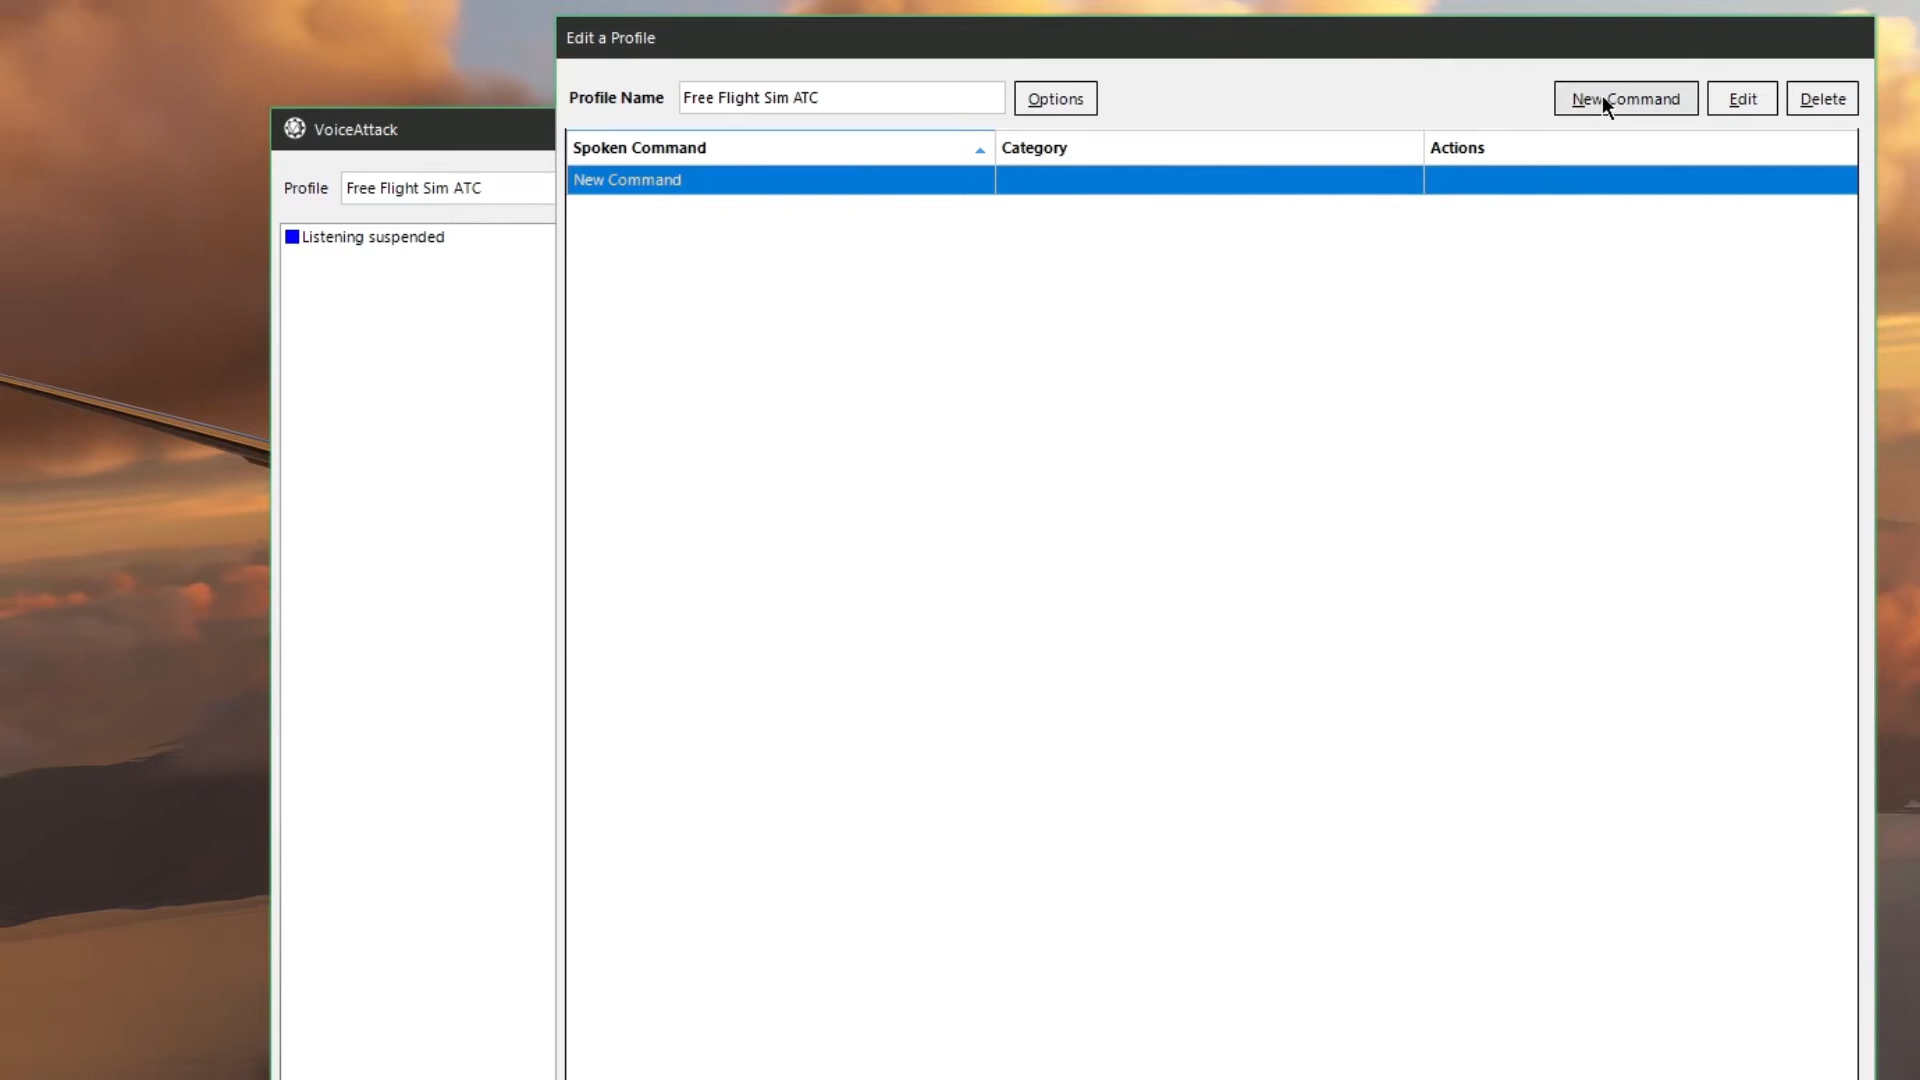 Edit a Profile
Profile Name Free Flight Sim ATC Options New Command Edit Delete
VoiceAttack
Spoken Command Category Actions
New Command
Profile Free Flight Sim ATC
Listening suspended